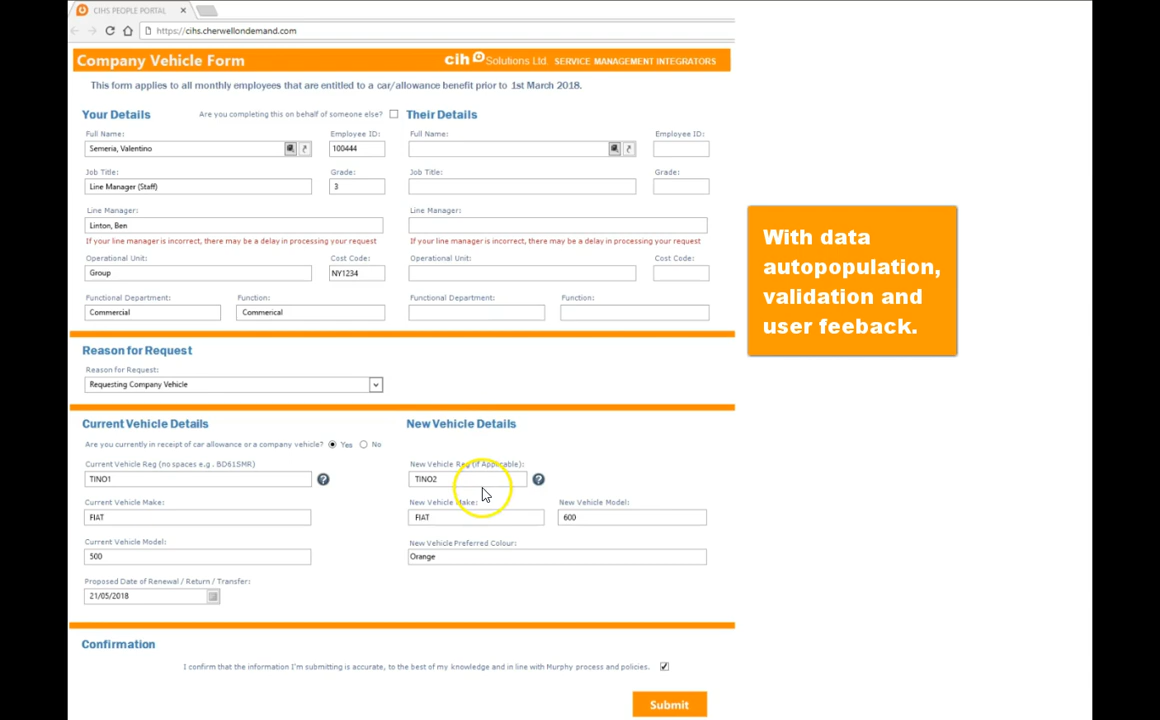 CIHS PEOPLE PORTAL
https://cihs.cherwellondemand.com
Company Vehicle Form
cih Solutions Ltd. SERVICE MANAGEMENT INTEGRATORS
This form applies to all monthly employees that are entitled to a car/allowance benefit prior to 1st March 2018.
Your Details
Are you completing this on behalf of someone else?
Their Details
Full Name:
Employee ID:
Full Name:
Employee ID:
Semeria, Valentino
100444
Job Title:
Grade:
Job Title:
Grade:
Line Manager (Staff)
3
Line Manager:
Line Manager:
Linton, Ben
If your line manager is incorrect, there may be a delay in processing your request
If your line manager is incorrect, there may be a delay in processing your request
Operational Unit:
Cost Code:
Operational Unit:
Cost Code:
Group
NY1234
Functional Department:
Function:
Functional Department:
Function:
Commercial
Commerical
Reason for Request
Reason for Request:
Requesting Company Vehicle
Current Vehicle Details
New Vehicle Details
Are you currently in receipt of car allowance or a company vehicle?
Yes
No
Current Vehicle Reg (no spaces e.g. BD61SMR)
New Vehicle Reg (if Applicable):
TINO1
?
TINO2
?
Current Vehicle Make:
New Vehicle Make:
New Vehicle Model:
FIAT
FIAT
600
Current Vehicle Model:
New Vehicle Preferred Colour:
500
Orange
Proposed Date of Renewal / Return / Transfer:
21/05/2018
Confirmation
I confirm that the information I'm submitting is accurate, to the best of my knowledge and in line with Murphy process and policies.
Submit
With data
autopopulation,
validation and
user feeback.